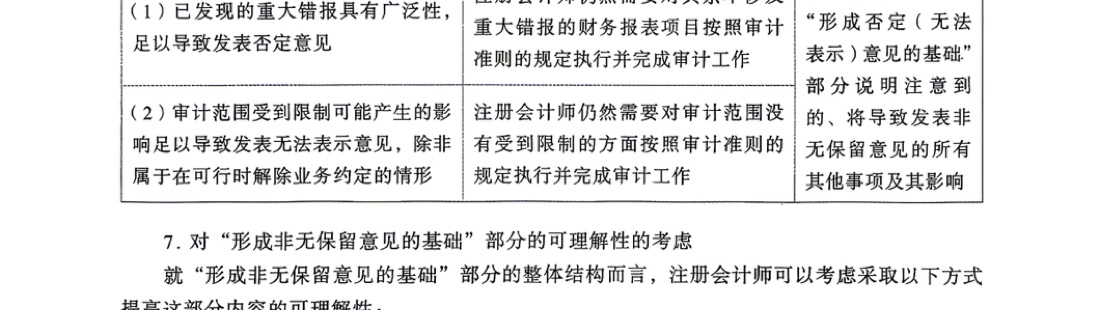 （1）已发现的重大错报具有广泛性，
足以导致发表否定意见
重大错报的财务报表项目按照审计
准则的规定执行并完成审计工作
“形成否定（无法
表示）意见的基础”
部分说明注意到
的、将导致发表非
无保留意见的所有
其他事项及其影响
（2）审计范围受到限制可能产生的影
响足以导致发表无法表示意见，除非
属于在可行时解除业务约定的情形
注册会计师仍然需要对审计范围没
有受到限制的方面按照审计准则的
规定执行并完成审计工作
7. 对“形成非无保留意见的基础”部分的可理解性的考虑
就“形成非无保留意见的基础”部分的整体结构而言，注册会计师可以考虑采取以下方式
提高这部分内容的可理解性：